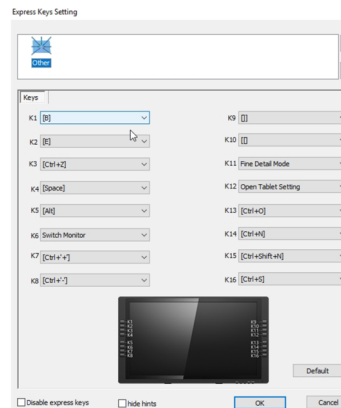 Express Keys Setting
Other
Keys
K1 [B]
K2 [E]
K3 [Ctrl+Z]
K4 [Space]
K5 [Alt]
K6 Switch Monitor
K7 [Ctrl+'+']
K8 [Ctrl+'-']
K9 []]
K10 [[]
K11 Fine Detail Mode
K12 Open Tablet Setting
K13 [Ctrl+O]
K14 [Ctrl+N]
K15 [Ctrl+Shift+N]
K16 [Ctrl+S]
Default
Disable express keys
hide hints
OK
Cancel